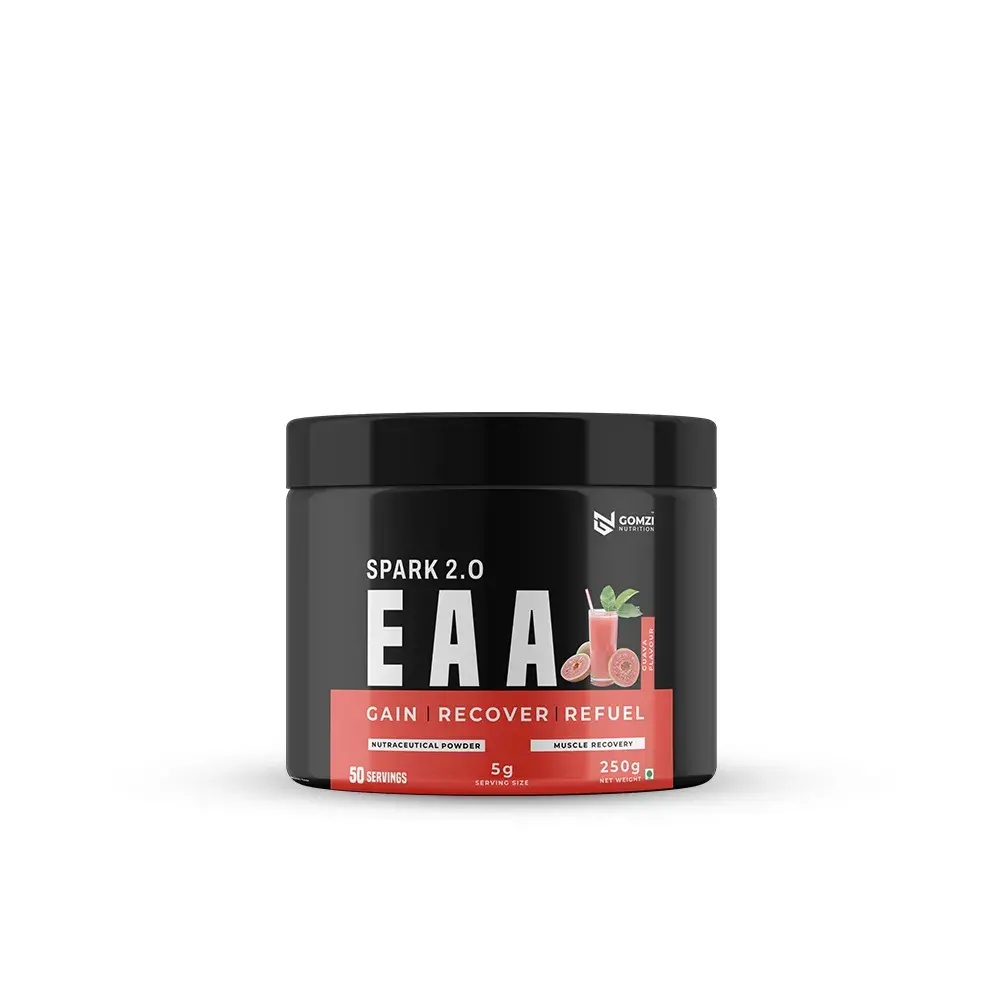 GOMZI
NUTRITION
SPARK 2.0
EAA
GUAVA
FLAVOUR
GAIN | RECOVER | REFUEL
NUTRACEUTICAL POWDER
MUSCLE RECOVERY
50 SERVINGS
5g
SERVING SIZE
250g
NET WEIGHT